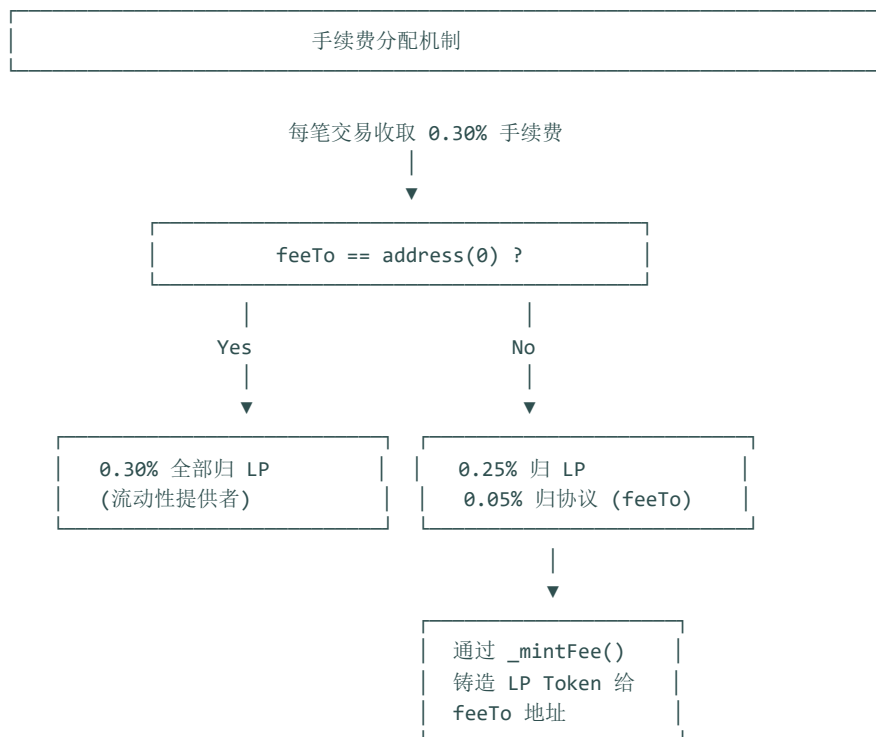 手续费分配机制
每笔交易收取 0.30% 手续费
feeTo == address(0) ?
Yes
No
0.30% 全部归 LP
(流动性提供者)
0.25% 归 LP
0.05% 归协议 (feeTo)
通过 _mintFee()
铸造 LP Token 给
feeTo 地址